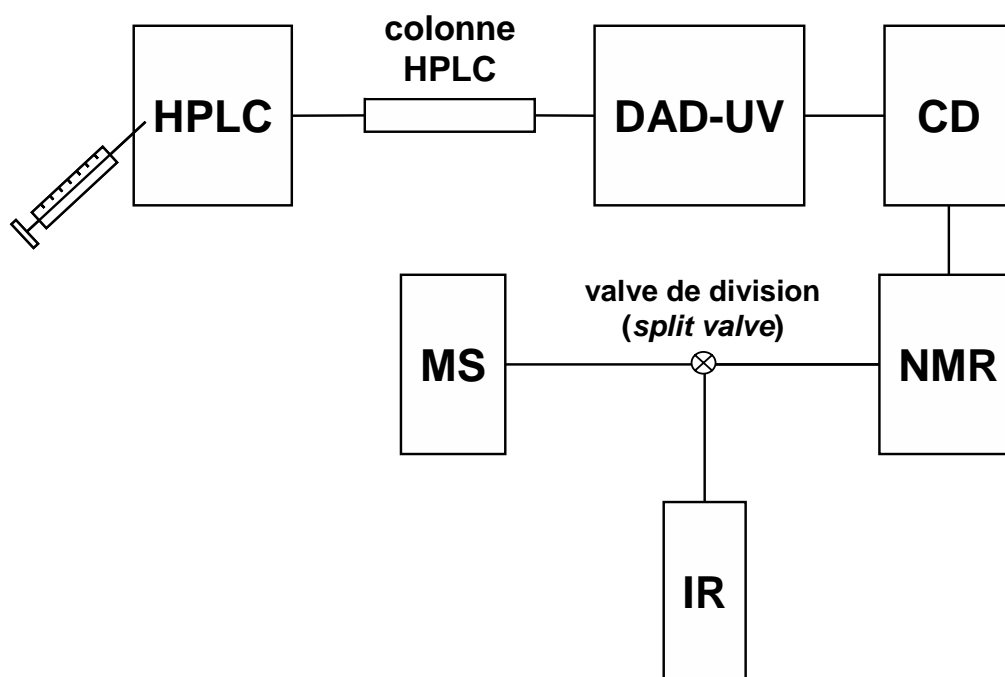 colonne
HPLC
HPLC
DAD-UV
CD
valve de division
(split valve)
MS
NMR
IR